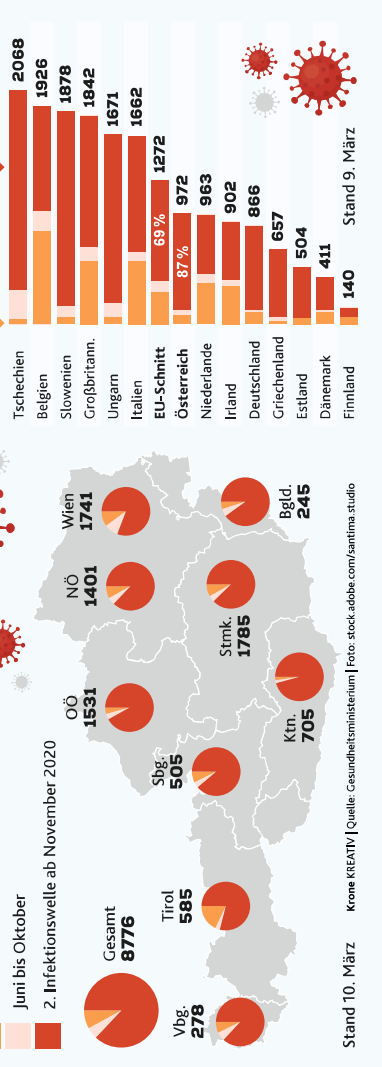 Juni bis Oktober
2. Infektionswelle ab November 2020
Gesamt
8776
Vbg.
278
Tirol
585
Sbg.
505
OÖ
1531
NÖ
1401
Wien
1741
Ktn.
705
Stmk.
1785
Bgld.
245
Stand 10. März
Krone KREATIV | Quelle: Gesundheitsministerium | Foto: stock.adobe.com/santima.studio
Tschechien 2068
Belgien 1926
Slowenien 1878
Großbritann. 1842
Ungarn 1671
Italien 1662
EU-Schnitt 69 % 1272
Österreich 87 % 972
Niederlande 963
Irland 902
Deutschland 866
Griechenland 657
Estland 504
Dänemark 411
Finnland 140
Stand 9. März